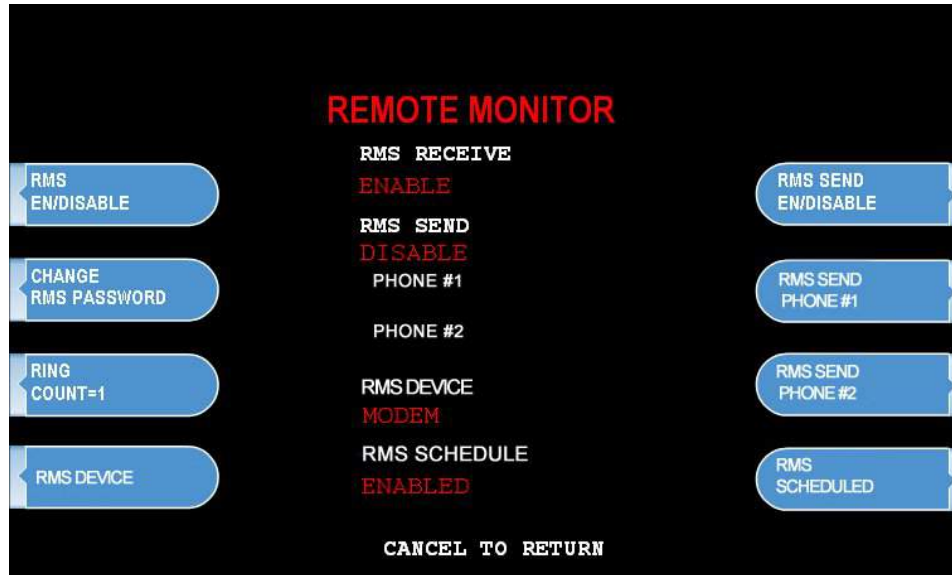 REMOTE MONITOR
RMS RECEIVE
ENABLE
RMS SEND
DISABLE
PHONE #1
PHONE #2
RMS DEVICE
MODEM
RMS SCHEDULE
ENABLED
CANCEL TO RETURN
RMS
EN/DISABLE
CHANGE
RMS PASSWORD
RING
COUNT=1
RMS DEVICE
RMS SEND
EN/DISABLE
RMS SEND
PHONE #1
RMS SEND
PHONE #2
RMS
SCHEDULED